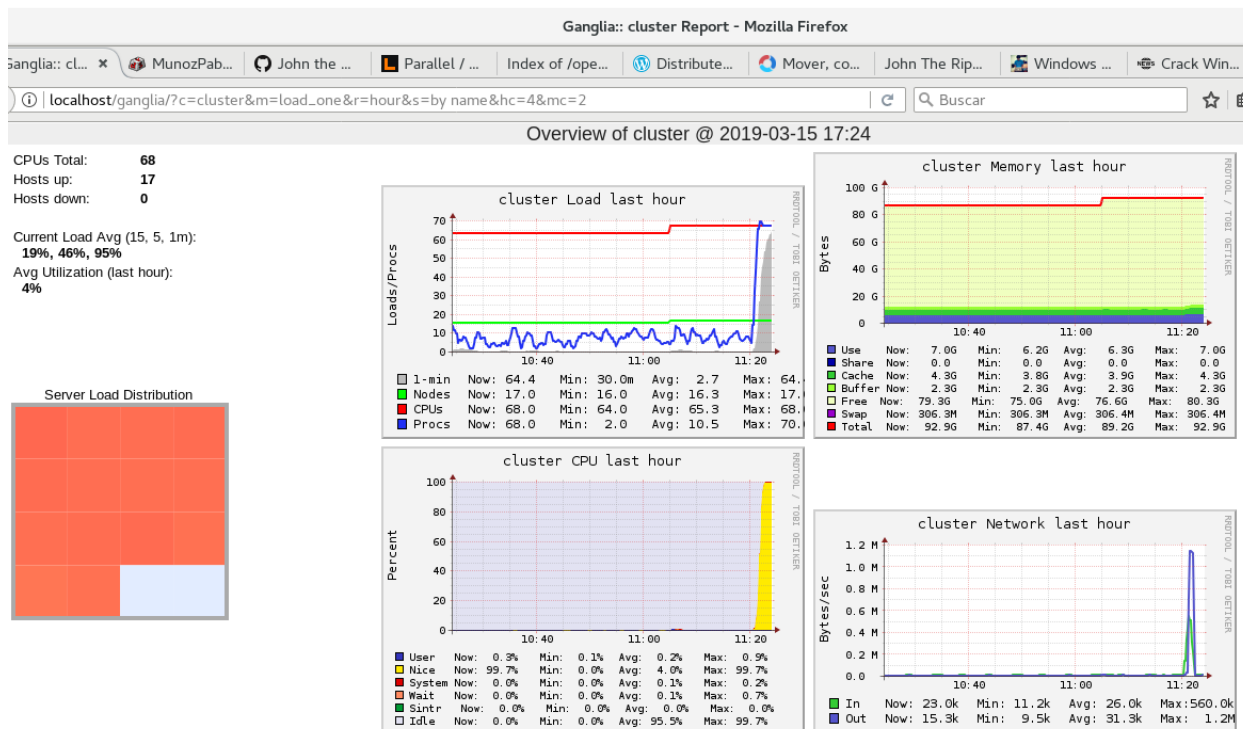 Ganglia:: cluster Report - Mozilla Firefox
Ganglia:: cl... × MunozPab... John the ... Parallel / ... Index of /ope... Distribute... Mover, co... John The Rip... Windows ... Crack Win...
localhost/ganglia/?c=cluster&m=load_one&r=hour&s=by name&hc=4&mc=2
Buscar
Overview of cluster @ 2019-03-15 17:24
CPUs Total: 68
Hosts up: 17
Hosts down: 0
Current Load Avg (15, 5, 1m):
19%, 46%, 95%
Avg Utilization (last hour):
4%
Server Load Distribution
cluster Load last hour
RRDTOOL / TOBI OETIKER
Loads/Procs
70
60
50
40
30
20
10
0
10:40 11:00 11:20
1-min Now: 64.4 Min: 30.0m Avg: 2.7 Max: 64.
Nodes Now: 17.0 Min: 16.0 Avg: 16.3 Max: 17.
CPUs Now: 68.0 Min: 64.0 Avg: 65.3 Max: 68.
Procs Now: 68.0 Min: 2.0 Avg: 10.5 Max: 70.
cluster Memory last hour
RRDTOOL / TOBI OETIKER
Bytes
100 G
80 G
60 G
40 G
20 G
0
10:40 11:00 11:20
Use Now: 7.0G Min: 6.2G Avg: 6.3G Max: 7.0G
Share Now: 0.0 Min: 0.0 Avg: 0.0 Max: 0.0
Cache Now: 4.3G Min: 3.8G Avg: 3.9G Max: 4.3G
Buffer Now: 2.3G Min: 2.3G Avg: 2.3G Max: 2.3G
Free Now: 79.3G Min: 75.0G Avg: 76.6G Max: 80.3G
Swap Now: 306.3M Min: 306.3M Avg: 306.4M Max: 306.4M
Total Now: 92.9G Min: 87.4G Avg: 89.2G Max: 92.9G
cluster CPU last hour
RRDTOOL / TOBI OETIKER
Percent
100
80
60
40
20
0
10:40 11:00 11:20
User Now: 0.3% Min: 0.1% Avg: 0.2% Max: 0.9%
Nice Now: 99.7% Min: 0.0% Avg: 4.0% Max: 99.7%
System Now: 0.0% Min: 0.0% Avg: 0.1% Max: 0.2%
Wait Now: 0.0% Min: 0.0% Avg: 0.1% Max: 0.7%
Sintr Now: 0.0% Min: 0.0% Avg: 0.0% Max: 0.0%
Idle Now: 0.0% Min: 0.0% Avg: 95.5% Max: 99.7%
cluster Network last hour
RRDTOOL / TOBI OETIKER
Bytes/sec
1.2 M
1.0 M
0.8 M
0.6 M
0.4 M
0.2 M
0.0
10:40 11:00 11:20
In Now: 23.0k Min: 11.2k Avg: 26.0k Max:560.0k
Out Now: 15.3k Min: 9.5k Avg: 31.3k Max: 1.2M